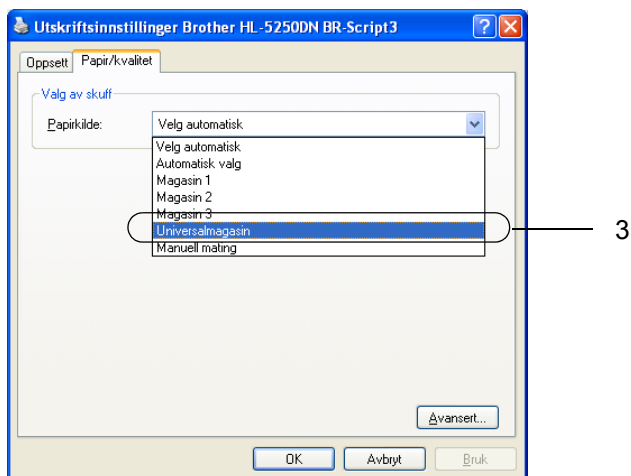 Utskriftsinnstillinger Brother HL-5250DN BR-Script3
Oppsett Papir/kvalitet
Valg av skuff
Papirkilde: Velg automatisk
Velg automatisk
Automatisk valg
Magasin 1
Magasin 2
Magasin 3
Universalmagasin
3
Manuell mating
Avansert...
OK Avbryt Bruk